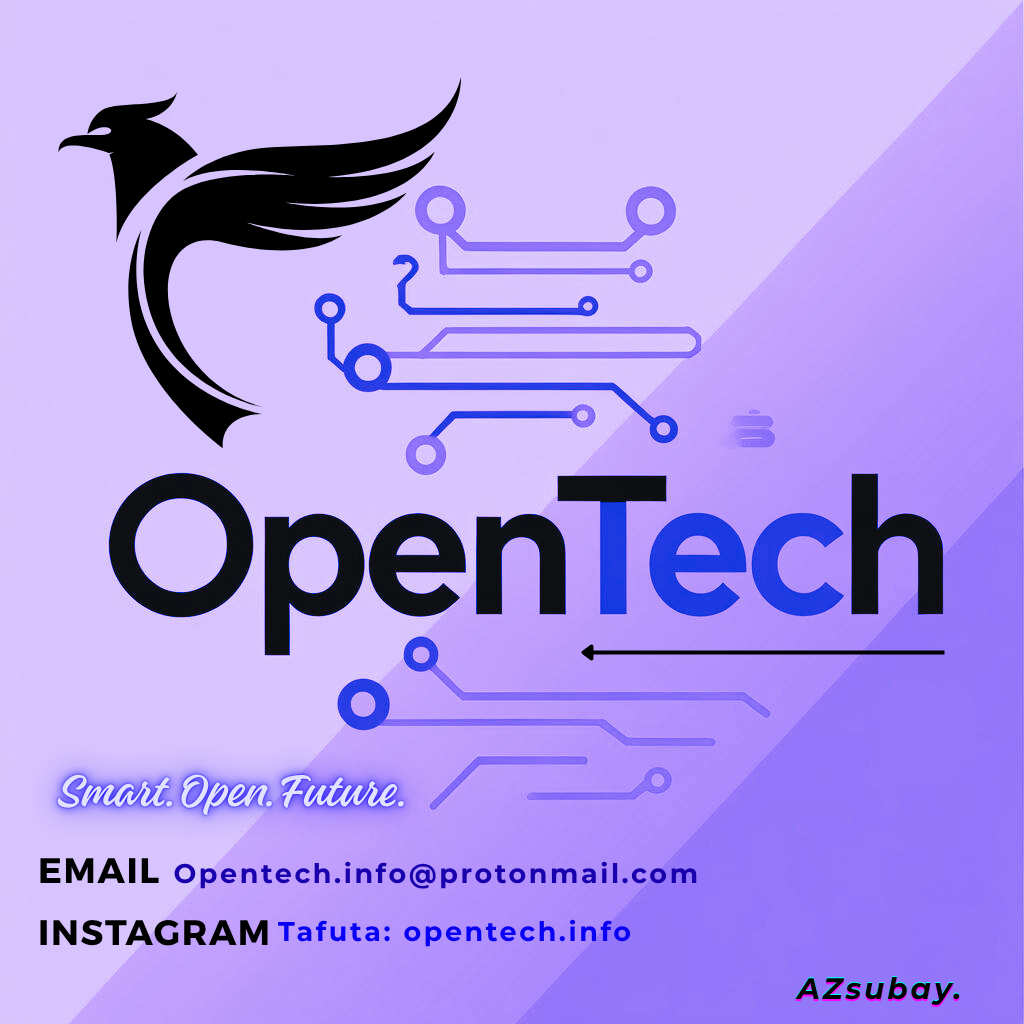 OpenTech
Smart. Open. Future.
EMAIL Opentech.info@protonmail.com
INSTAGRAM Tafuta: opentech.info
AZsubay.